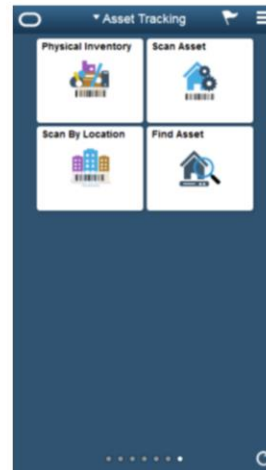 Asset Tracking
Physical Inventory
Scan Asset
Scan By Location
Find Asset